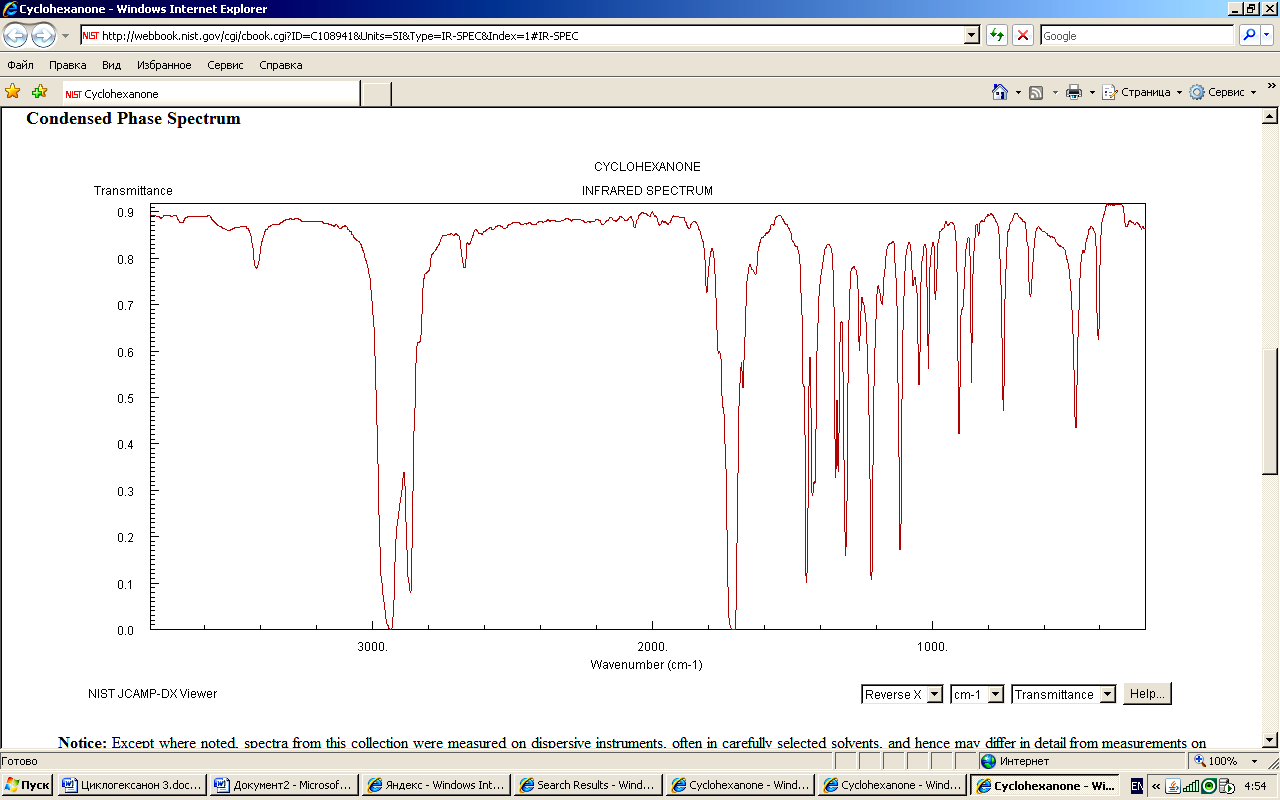 Cyclohexanone - Windows Internet Explorer
NIST http://webbook.nist.gov/cgi/cbook.cgi?ID=C108941&Units=SI&Type=IR-SPEC&Index=1#IR-SPEC
Google
Файл Правка Вид Избранное Сервис Справка
NIST Cyclohexanone
Страница Сервис »
Condensed Phase Spectrum
CYCLOHEXANONE
Transmittance INFRARED SPECTRUM
0.9
0.8
0.7
0.6
0.5
0.4
0.3
0.2
0.1
0.0
3000. 2000. 1000.
Wavenumber (cm-1)
NIST JCAMP-DX Viewer Reverse X cm-1 Transmittance Help...
Notice: Except where noted, spectra from this collection were measured on dispersive instruments, often in carefully selected solvents, and hence may differ in detail from measurements on
Готово Интернет 100%
Пуск Циклогексанон 3.doc... Документ2 - Microsof... Яндекс - Windows Int... Search Results - Wind... Cyclohexanone - Wind... Cyclohexanone - Wind... Cyclohexanone - Wi... EN « 4:54